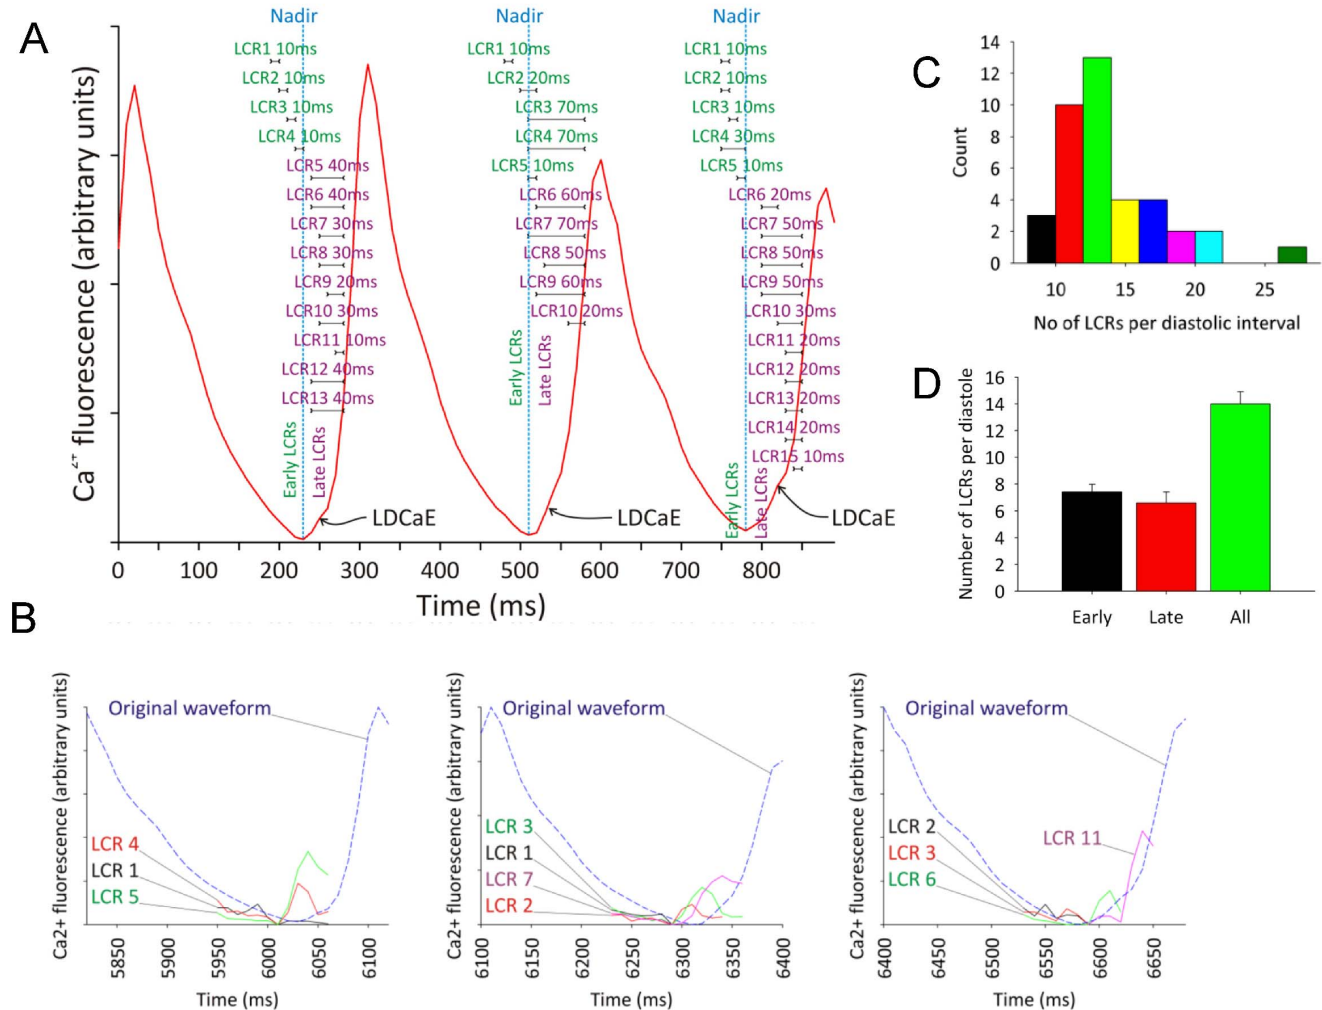 A
Ca2+ fluorescence (arbitrary units)
Nadir
LCR1 10ms
LCR2 10ms
LCR3 10ms
LCR4 10ms
LCR5 40ms
LCR6 40ms
LCR7 30ms
LCR8 30ms
LCR9 20ms
LCR10 30ms
LCR11 10ms
LCR12 40ms
LCR13 40ms
Early LCRs
Late LCRs
LDCaE
Nadir
LCR1 10ms
LCR2 20ms
LCR3 70ms
LCR4 70ms
LCR5 10ms
LCR6 60ms
LCR7 70ms
LCR8 50ms
LCR9 60ms
LCR10 20ms
Early LCRs
Late LCRs
LDCaE
Nadir
LCR1 10ms
LCR2 10ms
LCR3 10ms
LCR4 30ms
LCR5 10ms
LCR6 20ms
LCR7 50ms
LCR8 50ms
LCR9 50ms
LCR10 30ms
LCR11 20ms
LCR12 20ms
LCR13 20ms
LCR14 20ms
LCR15 10ms
Early LCRs
Late LCRs
LDCaE
0 100 200 300 400 500 600 700 800
Time (ms)
C
Count
14
12
10
8
6
4
2
0
10 15 20 25
No of LCRs per diastolic interval
D
Number of LCRs per diastole
16
14
12
10
8
6
4
2
0
Early Late All
B
Ca2+ fluorescence (arbitrary units)
Original waveform
LCR 4
LCR 1
LCR 5
5850 5900 5950 6000 6050 6100
Time (ms)
Ca2+ fluorescence (arbitrary units)
Original waveform
LCR 3
LCR 1
LCR 7
LCR 2
6100 6150 6200 6250 6300 6350 6400
Time (ms)
Ca2+ fluorescence (arbitrary units)
Original waveform
LCR 2
LCR 3
LCR 6
LCR 11
6400 6450 6500 6550 6600 6650
Time (ms)